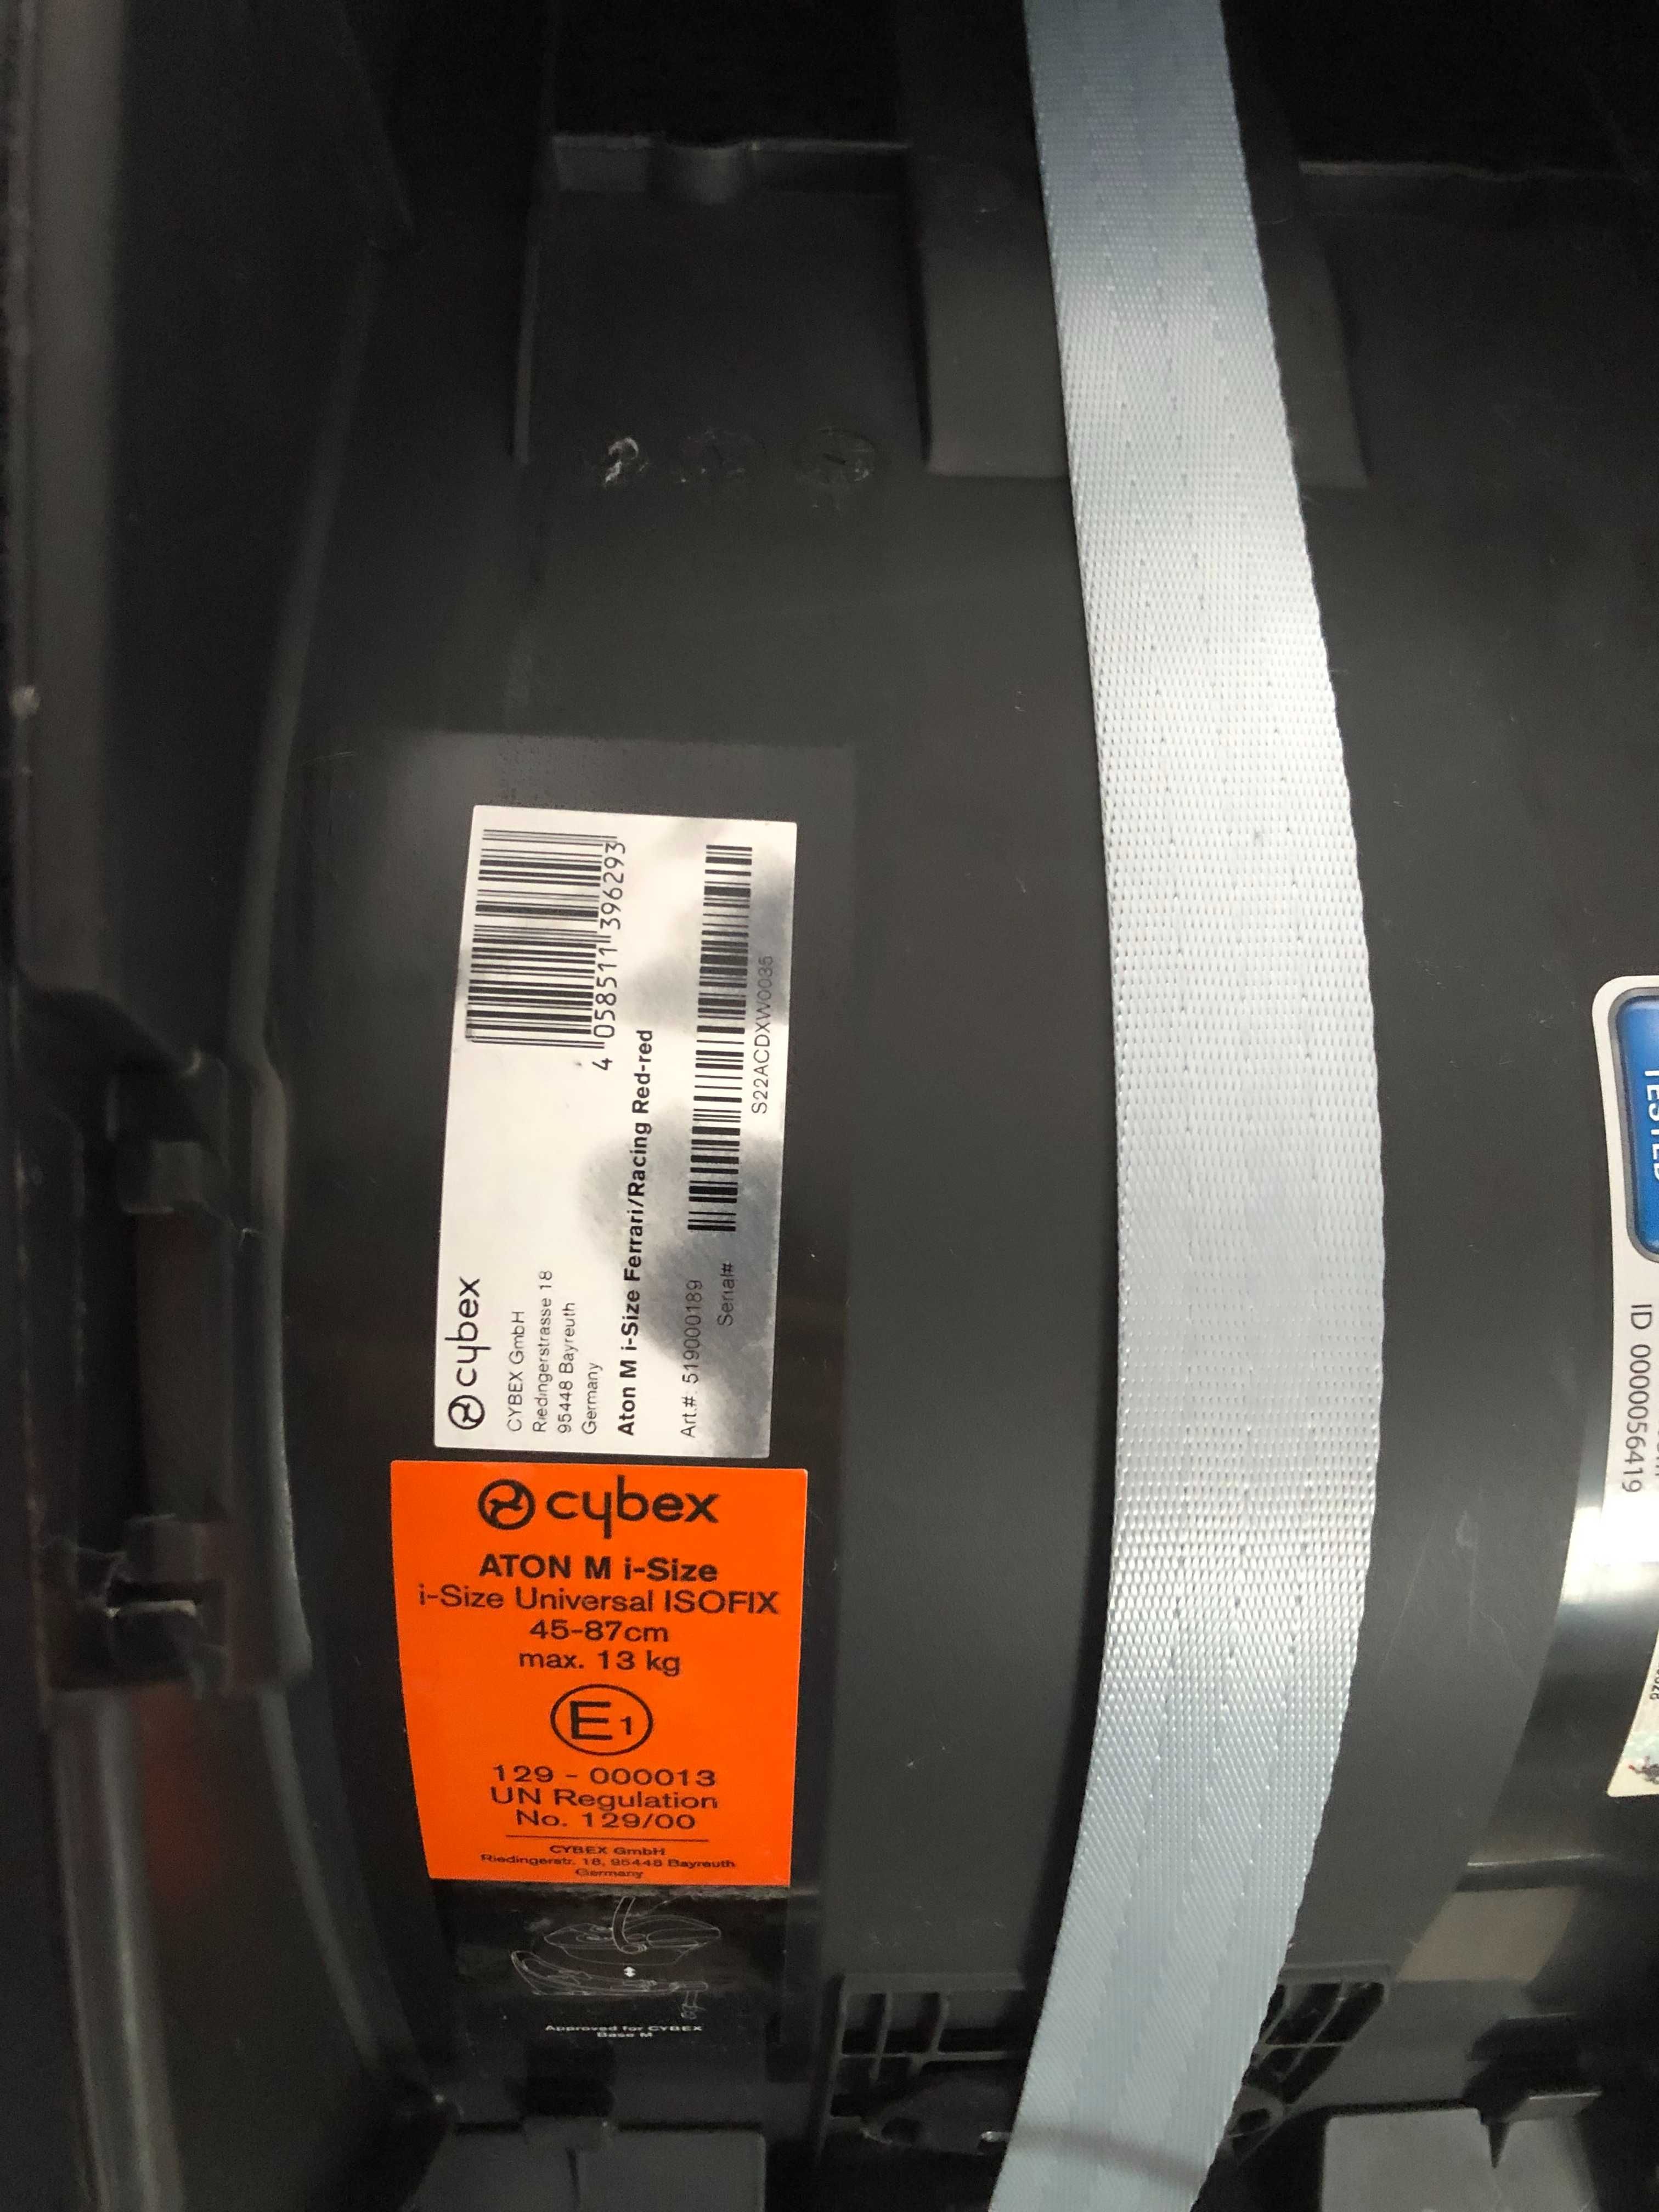 cybex
CYBEX GmbH
Riedingerstrasse 18
95448 Bayreuth
Germany
4 058511 396293
Aton M i-Size Ferrari/Racing Red-red
Art.#: 519000189
Serial#
S22ACDXW0035
cybex
ATON M i-Size
i-Size Universal ISOFIX
45-87cm
max. 13 kg
E1
129 - 000013
UN Regulation
No. 129/00
CYBEX GmbH
Riedingerstr. 18, 95448 Bayreuth
Germany
Approved for CYBEX
Base M
TESTED
ID 0000056419